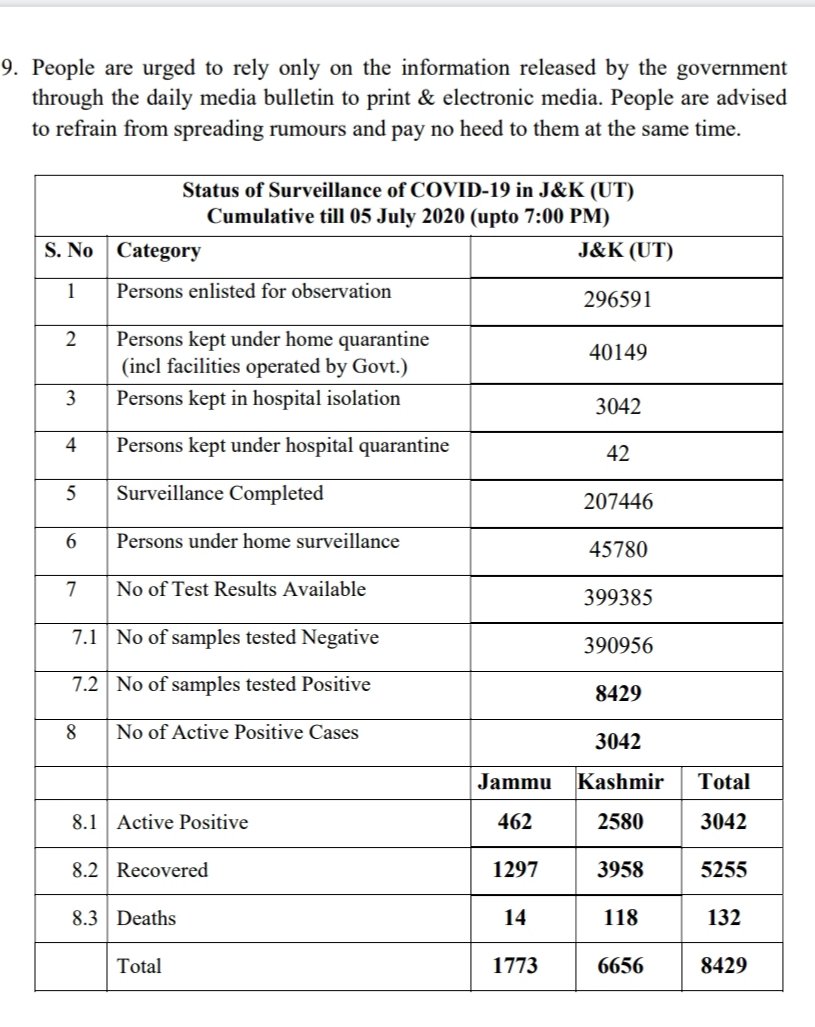 9. People are urged to rely only on the information released by the government
through the daily media bulletin to print & electronic media. People are advised
to refrain from spreading rumours and pay no heed to them at the same time.
Status of Surveillance of COVID-19 in J&K (UT)
Cumulative till 05 July 2020 (upto 7:00 PM)
S. No Category J&K (UT)
1 Persons enlisted for observation 296591
2 Persons kept under home quarantine
(incl facilities operated by Govt.) 40149
3 Persons kept in hospital isolation 3042
4 Persons kept under hospital quarantine 42
5 Surveillance Completed 207446
6 Persons under home surveillance 45780
7 No of Test Results Available 399385
7.1 No of samples tested Negative 390956
7.2 No of samples tested Positive 8429
8 No of Active Positive Cases 3042
Jammu Kashmir Total
8.1 Active Positive 462 2580 3042
8.2 Recovered 1297 3958 5255
8.3 Deaths 14 118 132
Total 1773 6656 8429